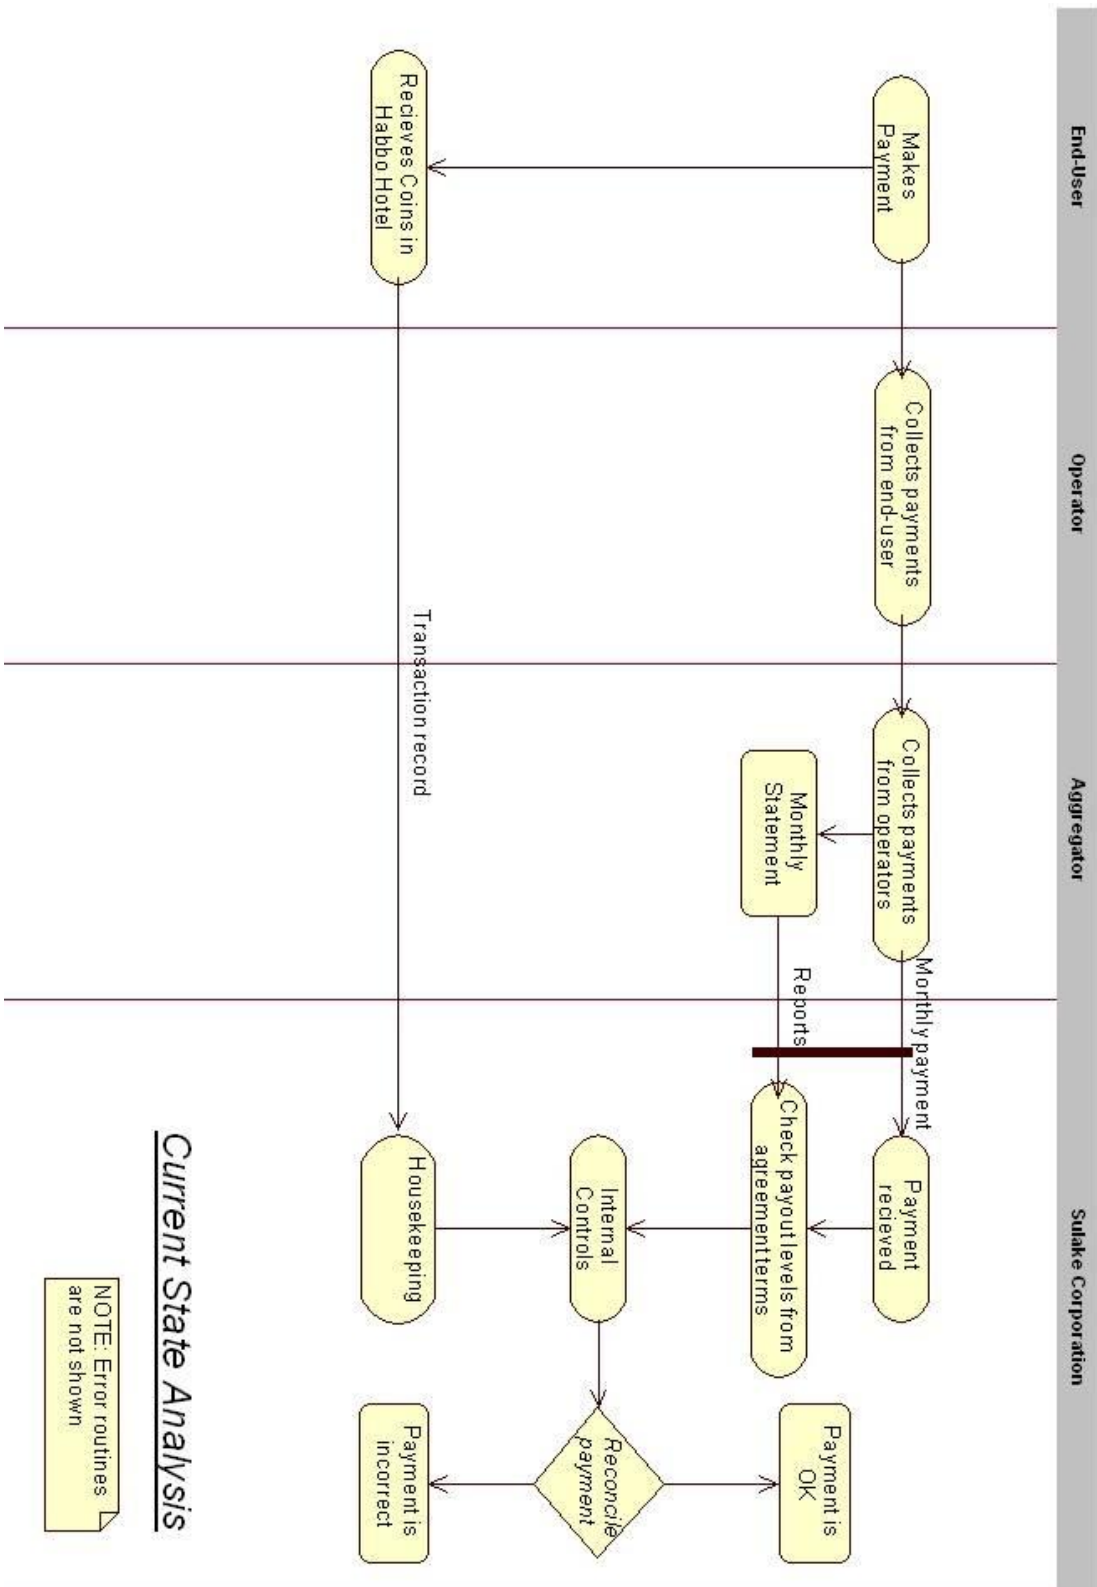 End-User
Operator
Aggregator
Sulake Corporation
Makes
Payment
Collects payments
from end-user
Collects payments
from operators
Monthly payment
Payment
recieved
Monthly
Statement
Reports
Check payout levels from
agreement terms
Payment is
OK
Internal
Controls
Reconcile
payment
Recieves Coins in
Habbo Hotel
Transaction record
Housekeeping
Payment is
incorrect
Current State Analysis
NOTE: Error routines
are not shown